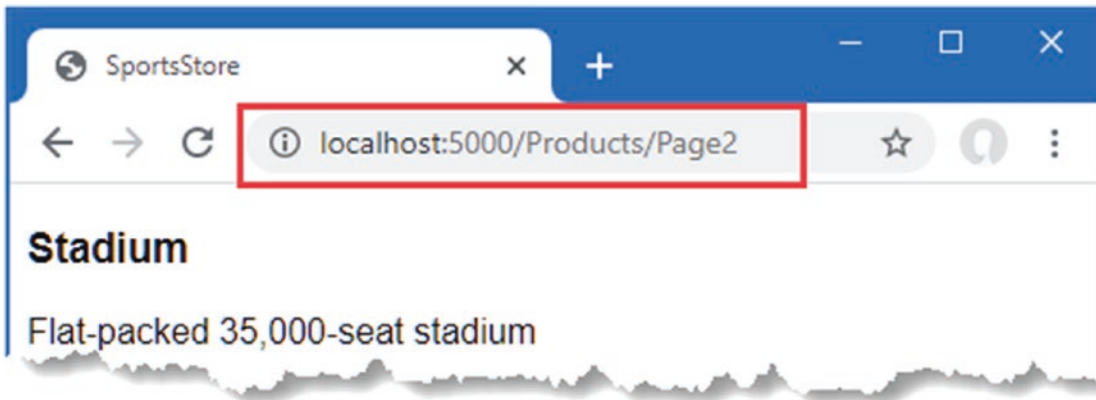 SportsStore
localhost:5000/Products/Page2
Stadium
Flat-packed 35,000-seat stadium